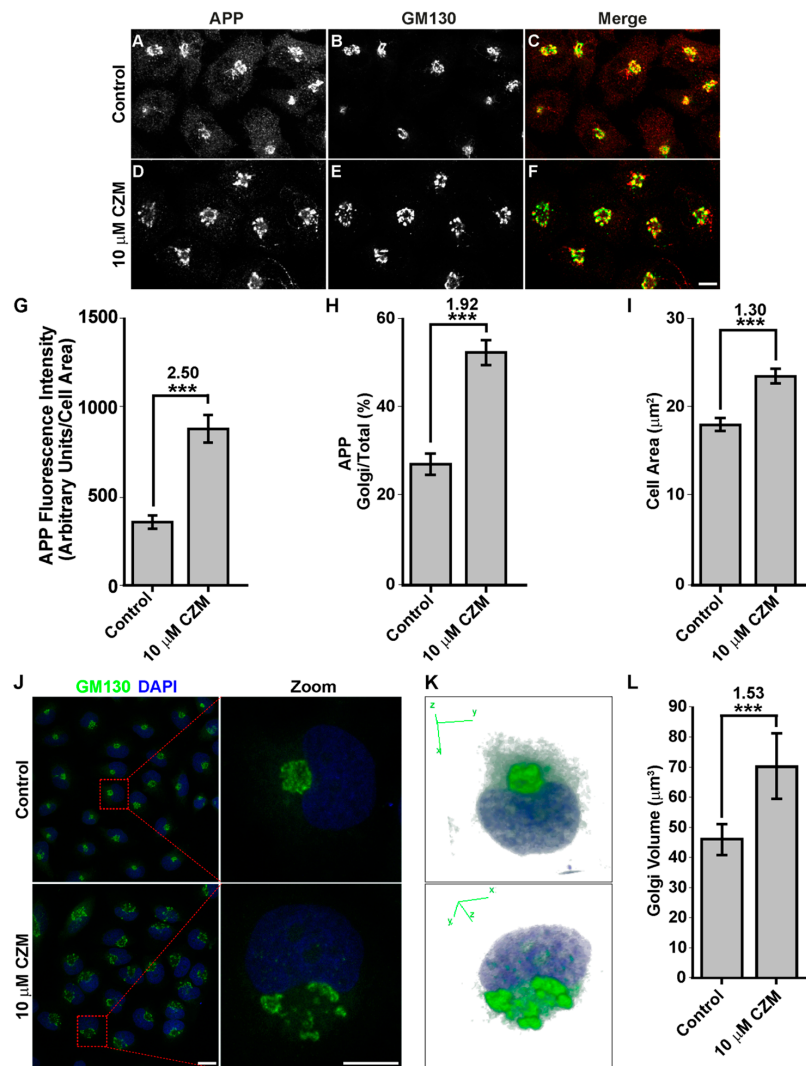 APP GM130 Merge
Control
A B C
10 μM CZM
D E F
G
APP Fluorescence Intensity
(Arbitrary Units/Cell Area)
1500
1000
500
0
2.50
***
Control
10 μM CZM
H
APP
Golgi/Total (%)
60
40
20
0
1.92
***
Control
10 μM CZM
I
Cell Area (μm²)
30
20
10
0
1.30
***
Control
10 μM CZM
J
GM130 DAPI Zoom
Control
10 μM CZM
K
z y x
x y z
L
Golgi Volume (μm³)
90
80
70
60
50
40
30
20
10
0
1.53
***
Control
10 μM CZM